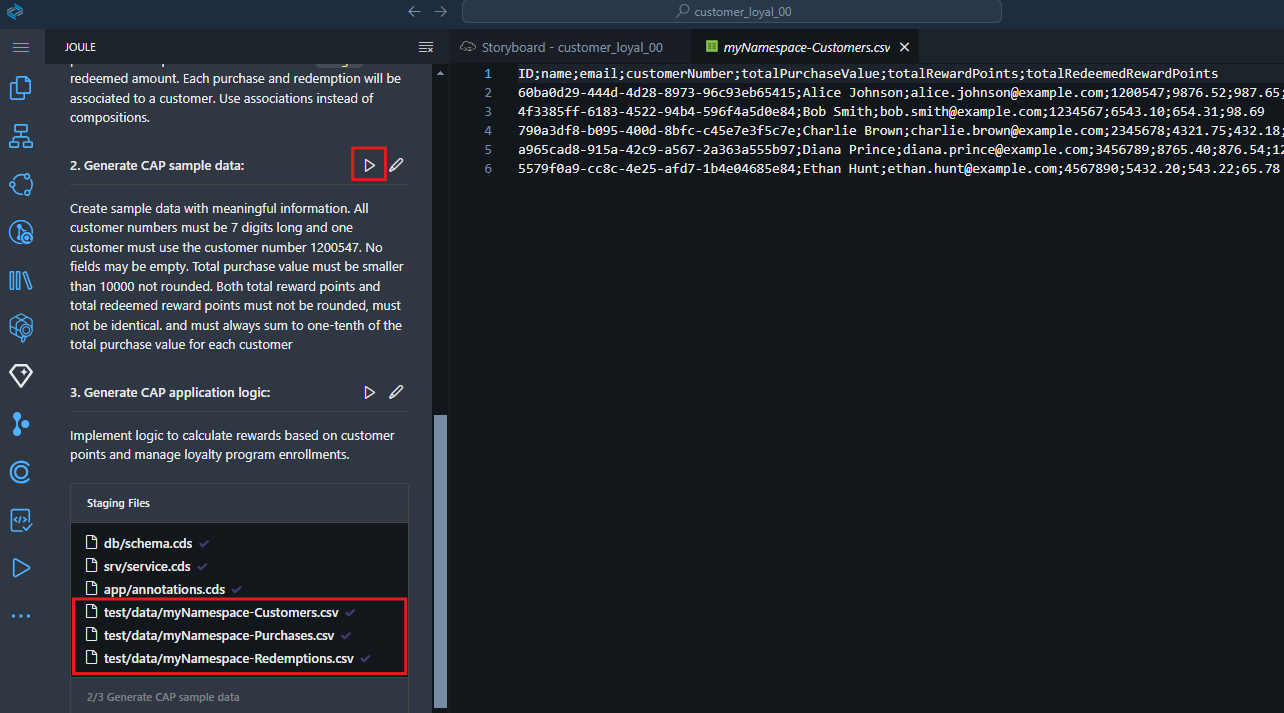 customer_loyal_00
JOULE
redeemed amount. Each purchase and redemption will be
associated to a customer. Use associations instead of
compositions.
2. Generate CAP sample data:
Create sample data with meaningful information. All
customer numbers must be 7 digits long and one
customer must use the customer number 1200547. No
fields may be empty. Total purchase value must be smaller
than 10000 not rounded. Both total reward points and
total redeemed reward points must not be rounded, must
not be identical. and must always sum to one-tenth of the
total purchase value for each customer
3. Generate CAP application logic:
Implement logic to calculate rewards based on customer
points and manage loyalty program enrollments.
Staging Files
db/schema.cds
srv/service.cds
app/annotations.cds
test/data/myNamespace-Customers.csv
test/data/myNamespace-Purchases.csv
test/data/myNamespace-Redemptions.csv
2/3 Generate CAP sample data
Storyboard - customer_loyal_00
myNamespace-Customers.csv
1 ID;name;email;customerNumber;totalPurchaseValue;totalRewardPoints;totalRedeemedRewardPoints
2 60ba0d29-444d-4d28-8973-96c93eb65415;Alice Johnson;alice.johnson@example.com;1200547;9876.52;987.65;
3 4f3385ff-6183-4522-94b4-596f4a5d0e84;Bob Smith;bob.smith@example.com;1234567;6543.10;654.31;98.69
4 790a3df8-b095-400d-8bfc-c45e7e3f5c7e;Charlie Brown;charlie.brown@example.com;2345678;4321.75;432.18;
5 a965cad8-915a-42c9-a567-2a363a555b97;Diana Prince;diana.prince@example.com;3456789;8765.40;876.54;12
6 5579f0a9-cc8c-4e25-afd7-1b4e04685e84;Ethan Hunt;ethan.hunt@example.com;4567890;5432.20;543.22;65.78